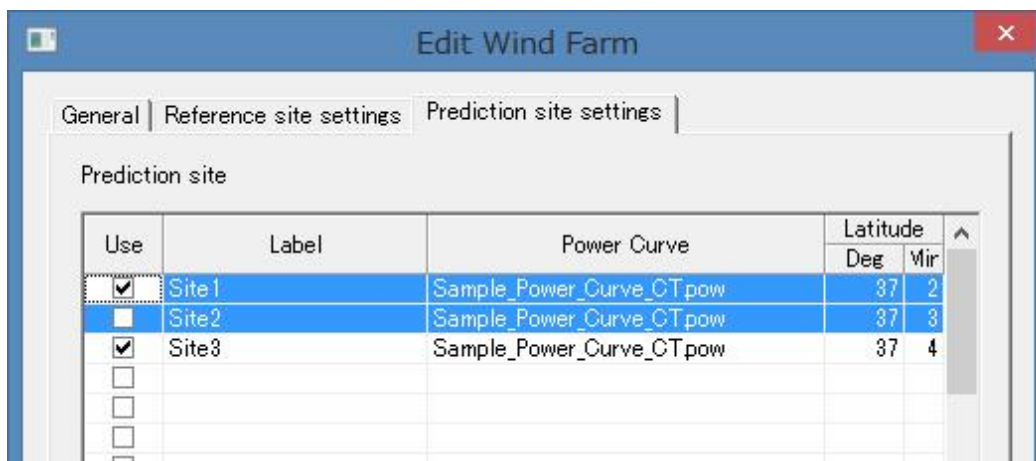 Edit Wind Farm
General Reference site settings Prediction site settings
Prediction site
Use Label Power Curve Latitude
Deg Min
Site1 Sample_Power_Curve_CT.pow 37 2
Site2 Sample_Power_Curve_CT.pow 37 3
Site3 Sample_Power_Curve_CT.pow 37 4